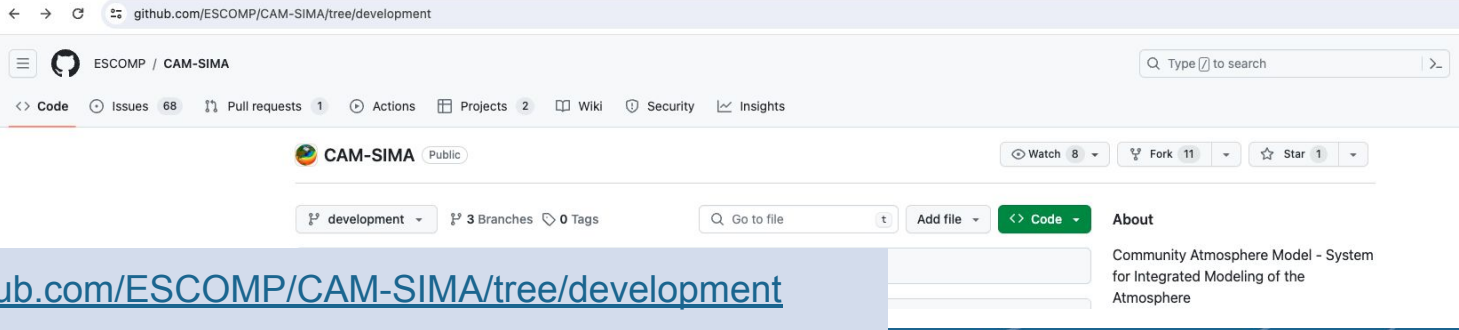 github.com/ESCOMP/CAM-SIMA/tree/development
ESCOMP / CAM-SIMA
Type / to search
<> Code Issues 68 Pull requests 1 Actions Projects 2 Wiki Security Insights
CAM-SIMA Public
Watch 8 Fork 11 Star 1
development 3 Branches 0 Tags Go to file t Add file <> Code About
Community Atmosphere Model - System
for Integrated Modeling of the
Atmosphere
ub.com/ESCOMP/CAM-SIMA/tree/development